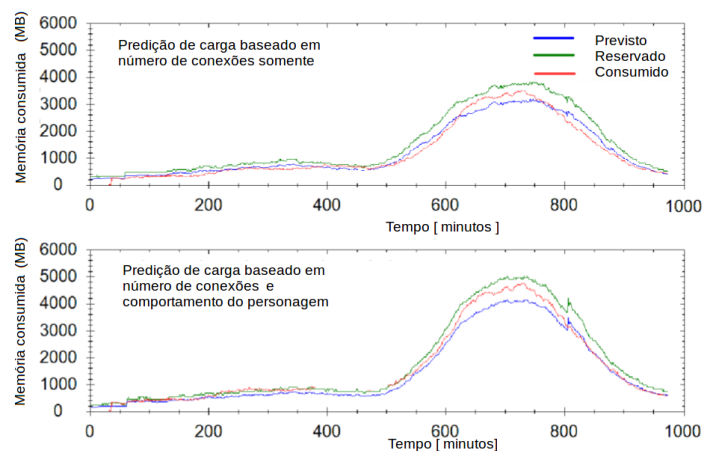 6000
5000
4000
3000
2000
1000
0
Memória consumida (MB)
Predição de carga baseado em
número de conexões somente
Previsto
Reservado
Consumido
0 200 400 600 800 1000
Tempo [ minutos ]
6000
5000
4000
3000
2000
1000
0
Memória consumida (MB)
Predição de carga baseado em
número de conexões e
comportamento do personagem
0 200 400 600 800 1000
Tempo [ minutos]